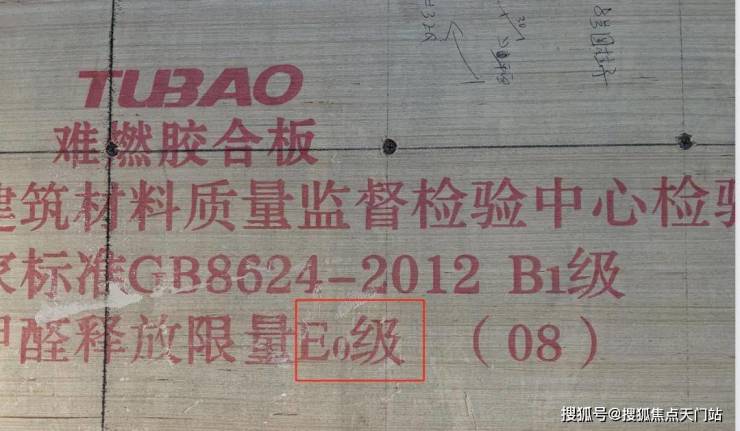 TUBAO
难燃胶合板
建筑材料质量监督检验中心检验
家标准GB8624-2012 B1级
甲醛释放限量E0级 (08)
搜狐号@搜狐焦点天门站